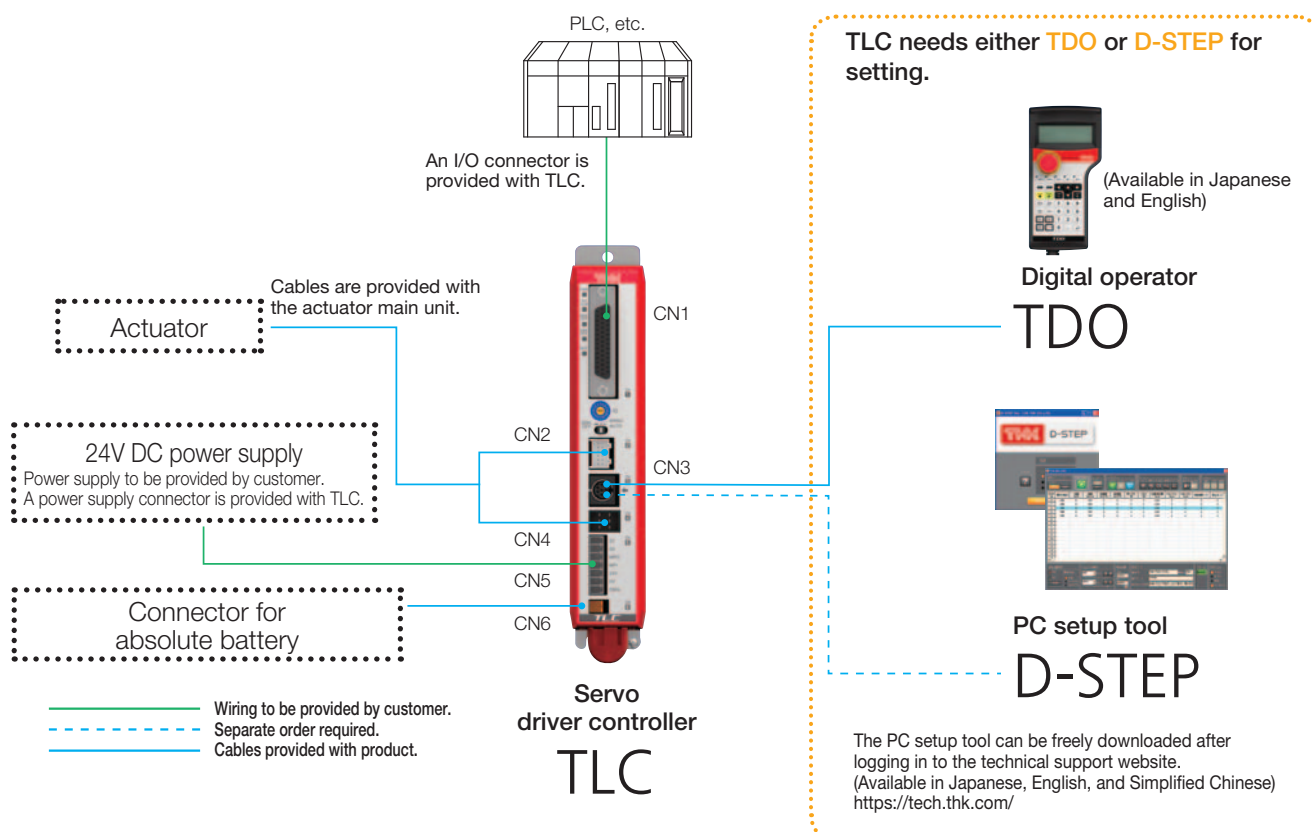 PLC, etc.
An I/O connector is
provided with TLC.
Cables are provided with
the actuator main unit.
Actuator
24V DC power supply
Power supply to be provided by customer.
A power supply connector is provided with TLC.
Connector for
absolute battery
CN1
CN2
CN3
CN4
CN5
CN6
TLC
Servo
driver controller
TLC
Wiring to be provided by customer.
Separate order required.
Cables provided with product.
TLC needs either TDO or D-STEP for
setting.
(Available in Japanese
and English)
Digital operator
TDO
THK D-STEP
PC setup tool
D-STEP
The PC setup tool can be freely downloaded after
logging in to the technical support website.
(Available in Japanese, English, and Simplified Chinese)
https://tech.thk.com/